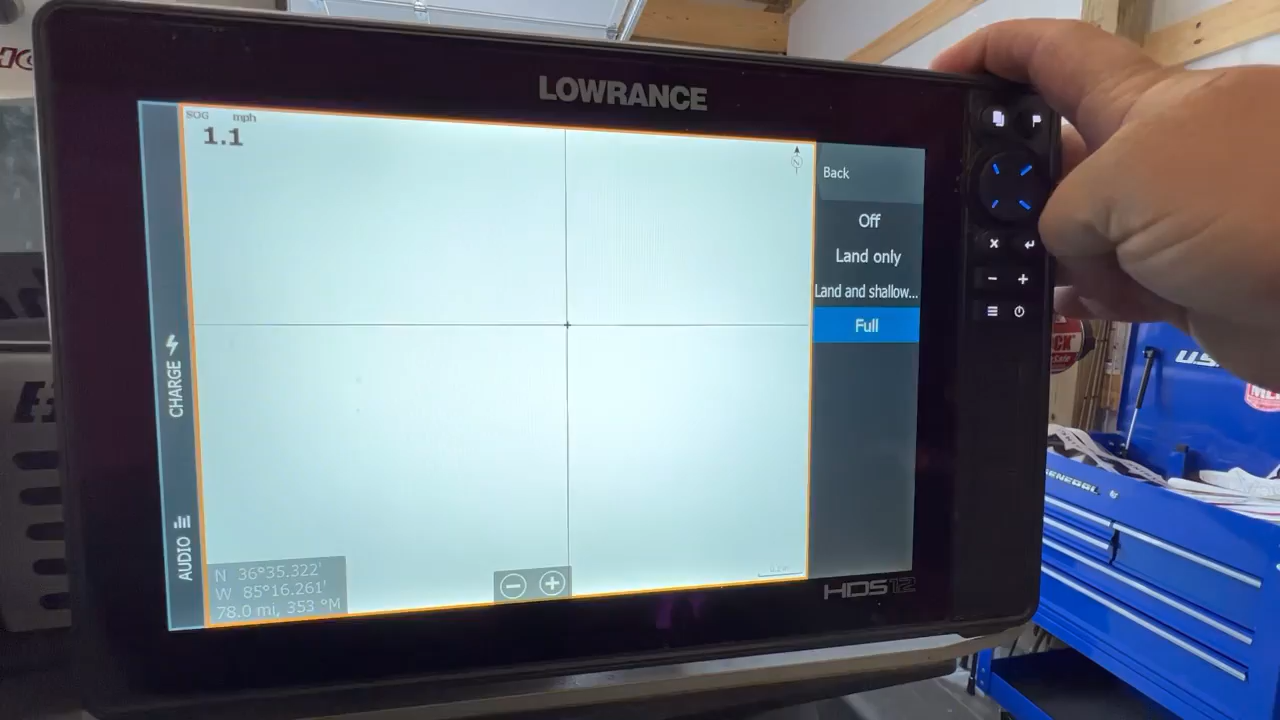 LOWRANCE
SOG mph
1.1
N
Back
Off
Land only
Land and shallow...
Full
CHARGE
AUDIO
N 36°35.322'
W 85°16.261'
78.0 mi, 353 °M
HDS12
GENERAL